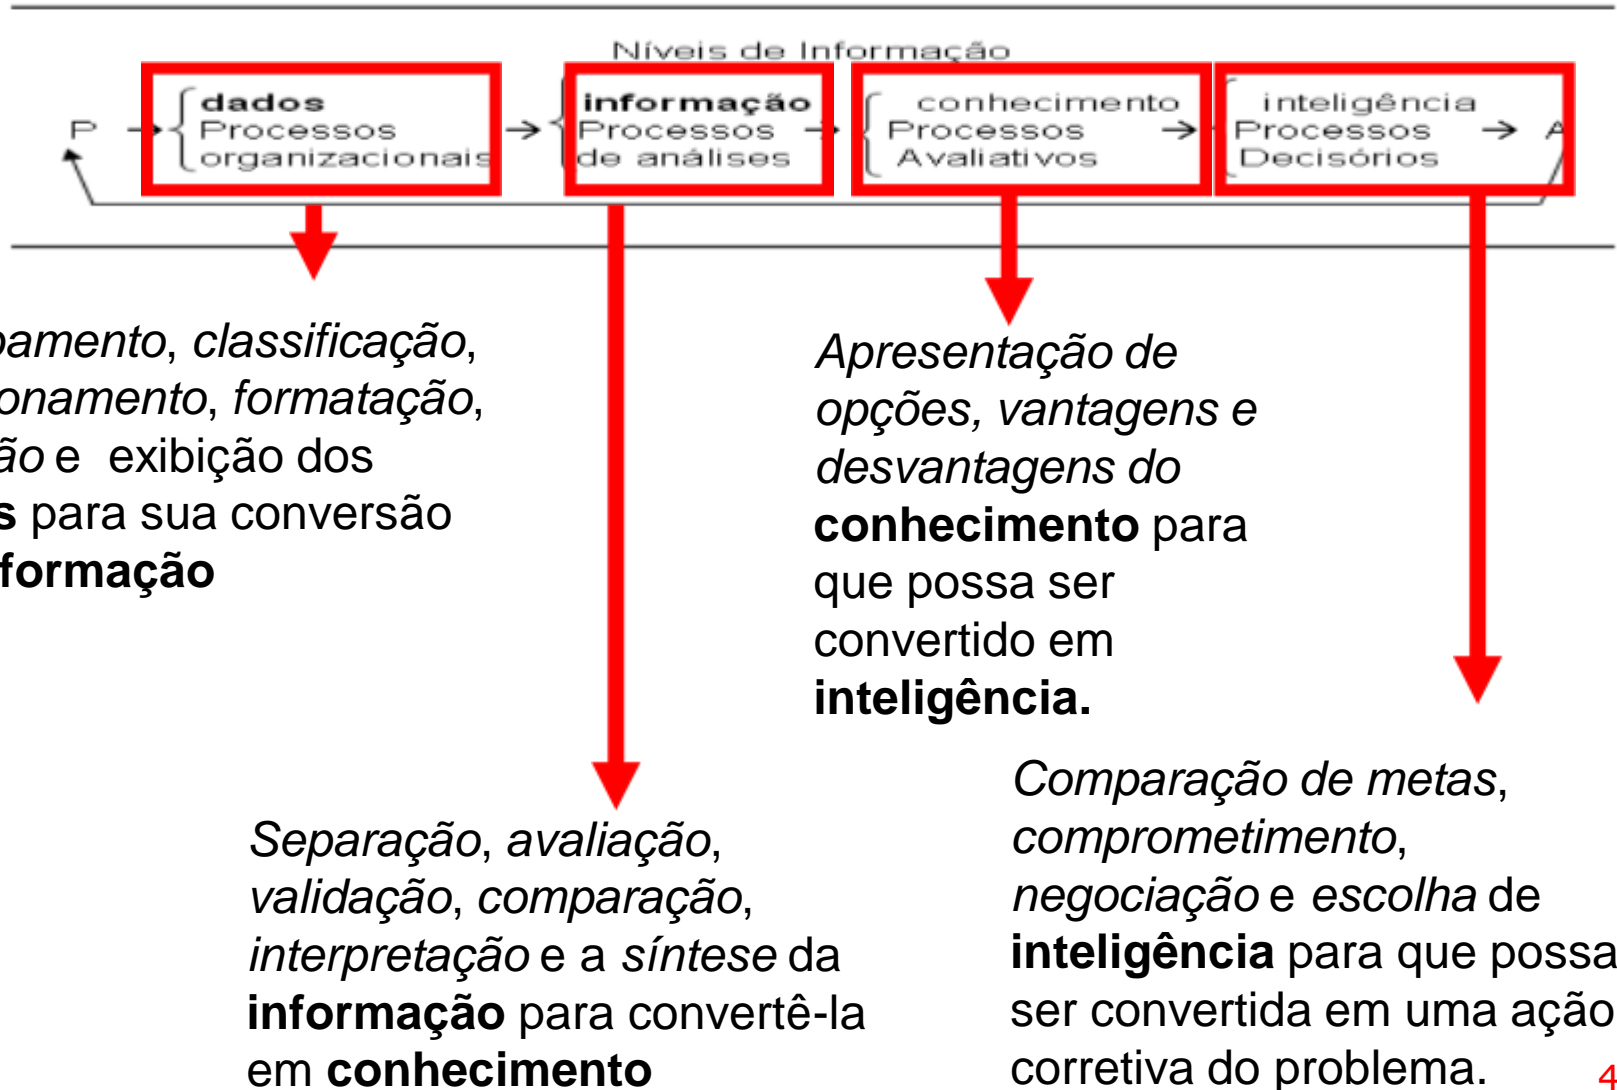 Níveis de Informação
P → dados → informação → conhecimento → inteligência → A
Processos Processos Processos Processos
organizacionais de análises Avaliativos Decisórios
pamento, classificação,
onamento, formatação,
ão e exibição dos
s para sua conversão
formação
Apresentação de
opções, vantagens e
desvantagens do
conhecimento para
que possa ser
convertido em
inteligência.
Separação, avaliação,
validação, comparação,
interpretação e a síntese da
informação para convertê-la
em conhecimento
Comparação de metas,
comprometimento,
negociação e escolha de
inteligência para que possa
ser convertida em uma ação
corretiva do problema.
4